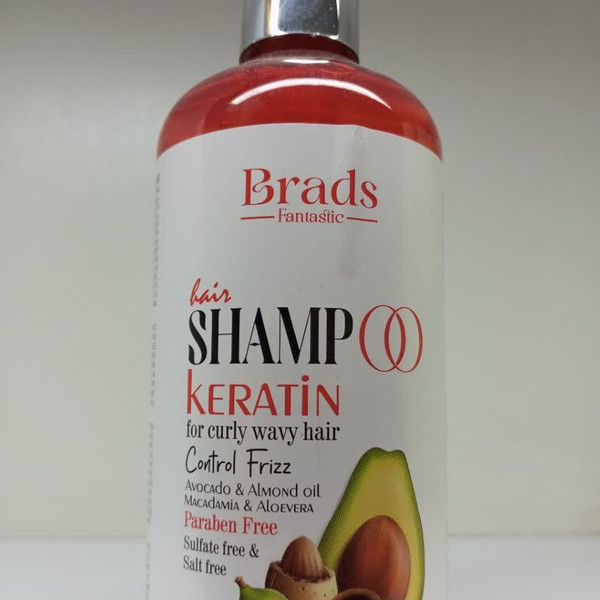 Brads
Fantastic
hair
SHAMPOO
KERATiN
for curly wavy hair
Control Frizz
Avocado & Almond oil
Macadamia & Aloevera
Paraben Free
Sulfate free &
Salt free